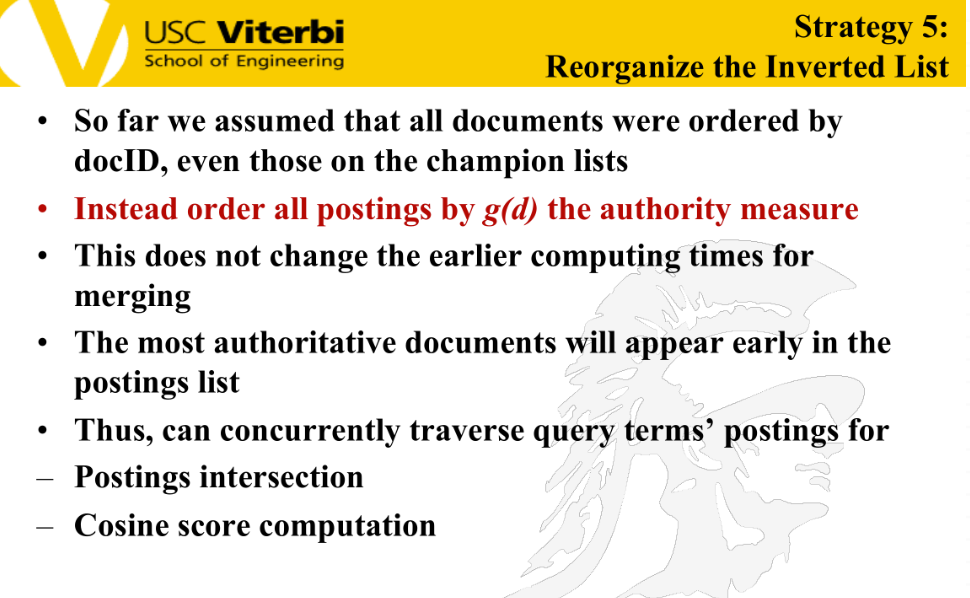 USC Viterbi
School of Engineering
Strategy 5:
Reorganize the Inverted List
• So far we assumed that all documents were ordered by
docID, even those on the champion lists
• Instead order all postings by g(d) the authority measure
• This does not change the earlier computing times for
merging
• The most authoritative documents will appear early in the
postings list
• Thus, can concurrently traverse query terms’ postings for
– Postings intersection
– Cosine score computation